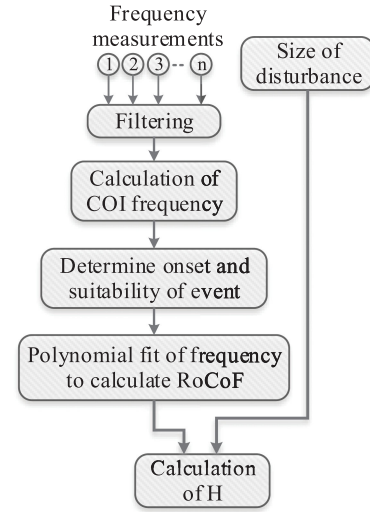 Frequency
measurements
1 2 3 -- n
Size of
disturbance
Filtering
Calculation of
COI frequency
Determine onset and
suitability of event
Polynomial fit of frequency
to calculate RoCoF
Calculation
of H